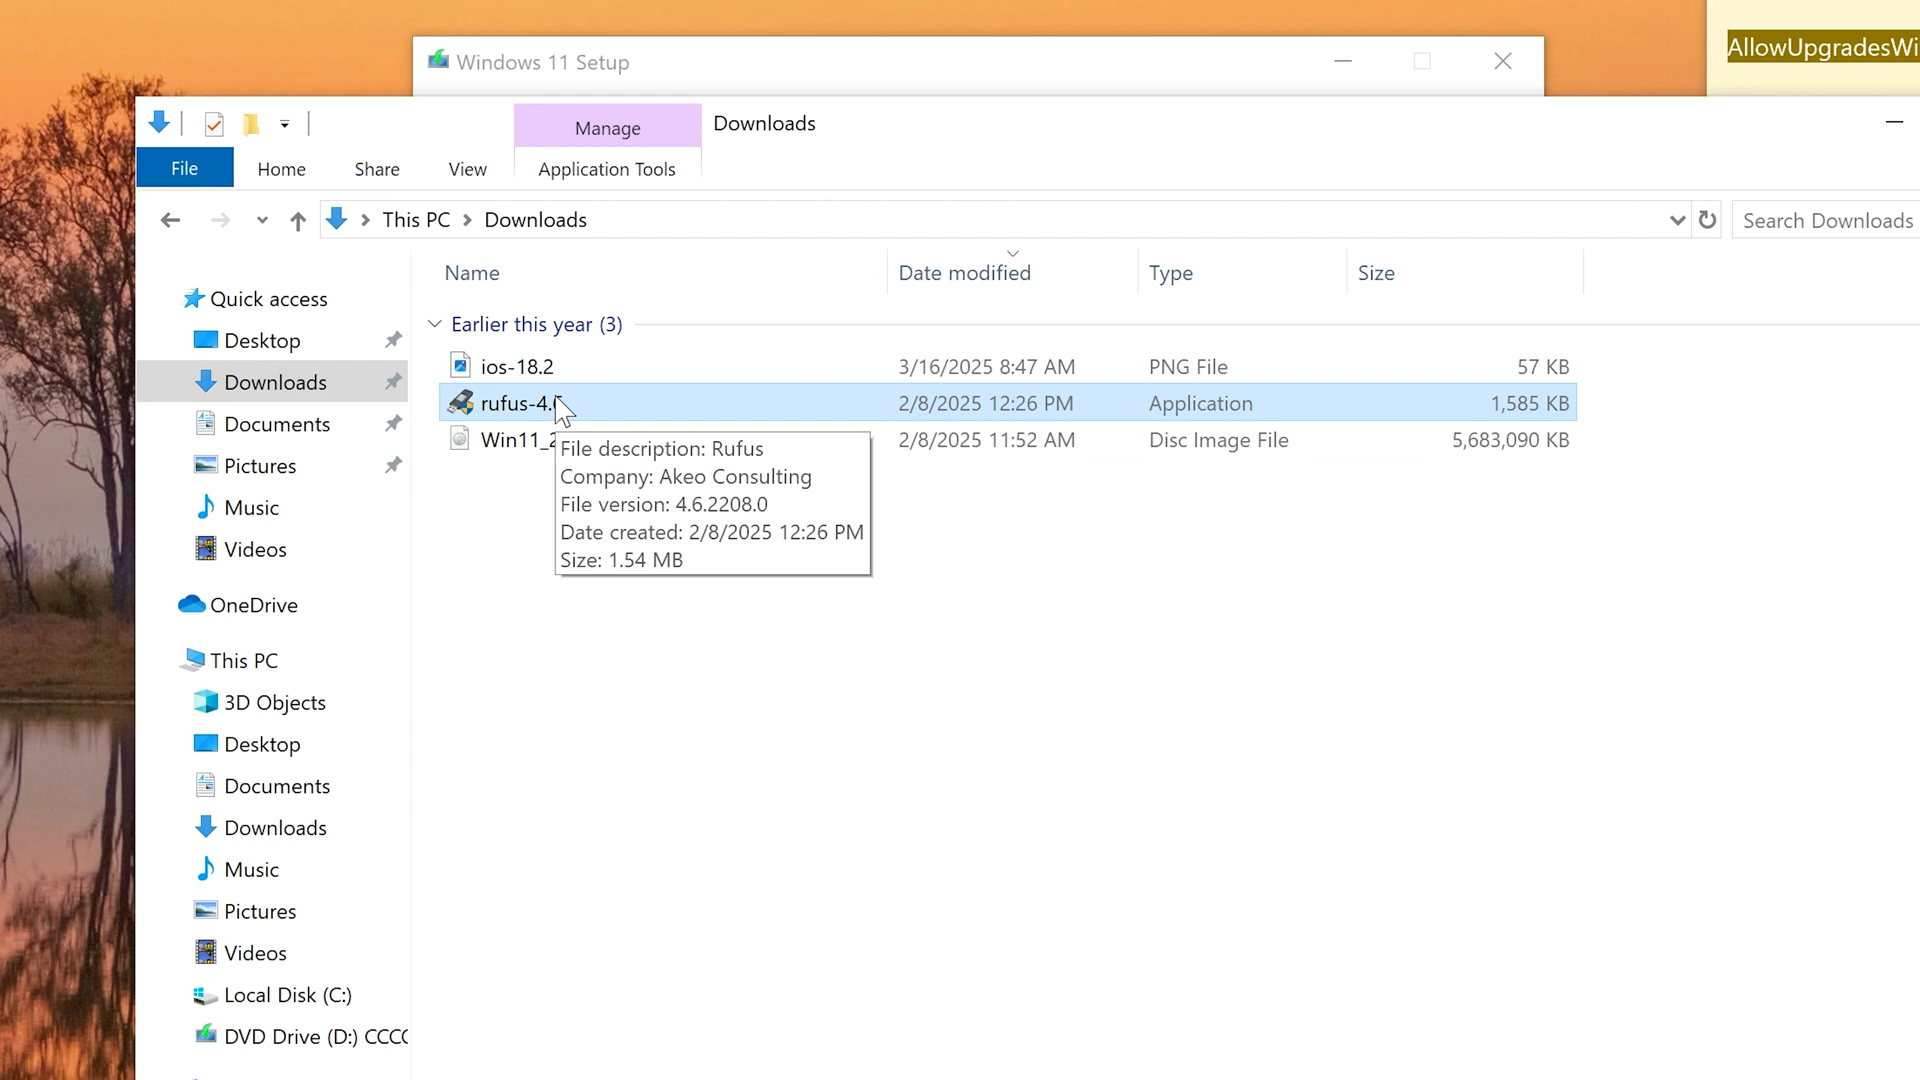 Windows 11 Setup
AllowUpgradesWi
Manage
Downloads
File
Home
Share
View
Application Tools
This PC
Downloads
Search Downloads
Name
Date modified
Type
Size
Quick access
Desktop
Downloads
Documents
Pictures
Music
Videos
OneDrive
This PC
3D Objects
Desktop
Documents
Downloads
Music
Pictures
Videos
Local Disk (C:)
DVD Drive (D:) CCC
Earlier this year (3)
ios-18.2 3/16/2025 8:47 AM PNG File 57 KB
rufus-4. 2/8/2025 12:26 PM Application 1,585 KB
Win11_2 2/8/2025 11:52 AM Disc Image File 5,683,090 KB
File description: Rufus
Company: Akeo Consulting
File version: 4.6.2208.0
Date created: 2/8/2025 12:26 PM
Size: 1.54 MB